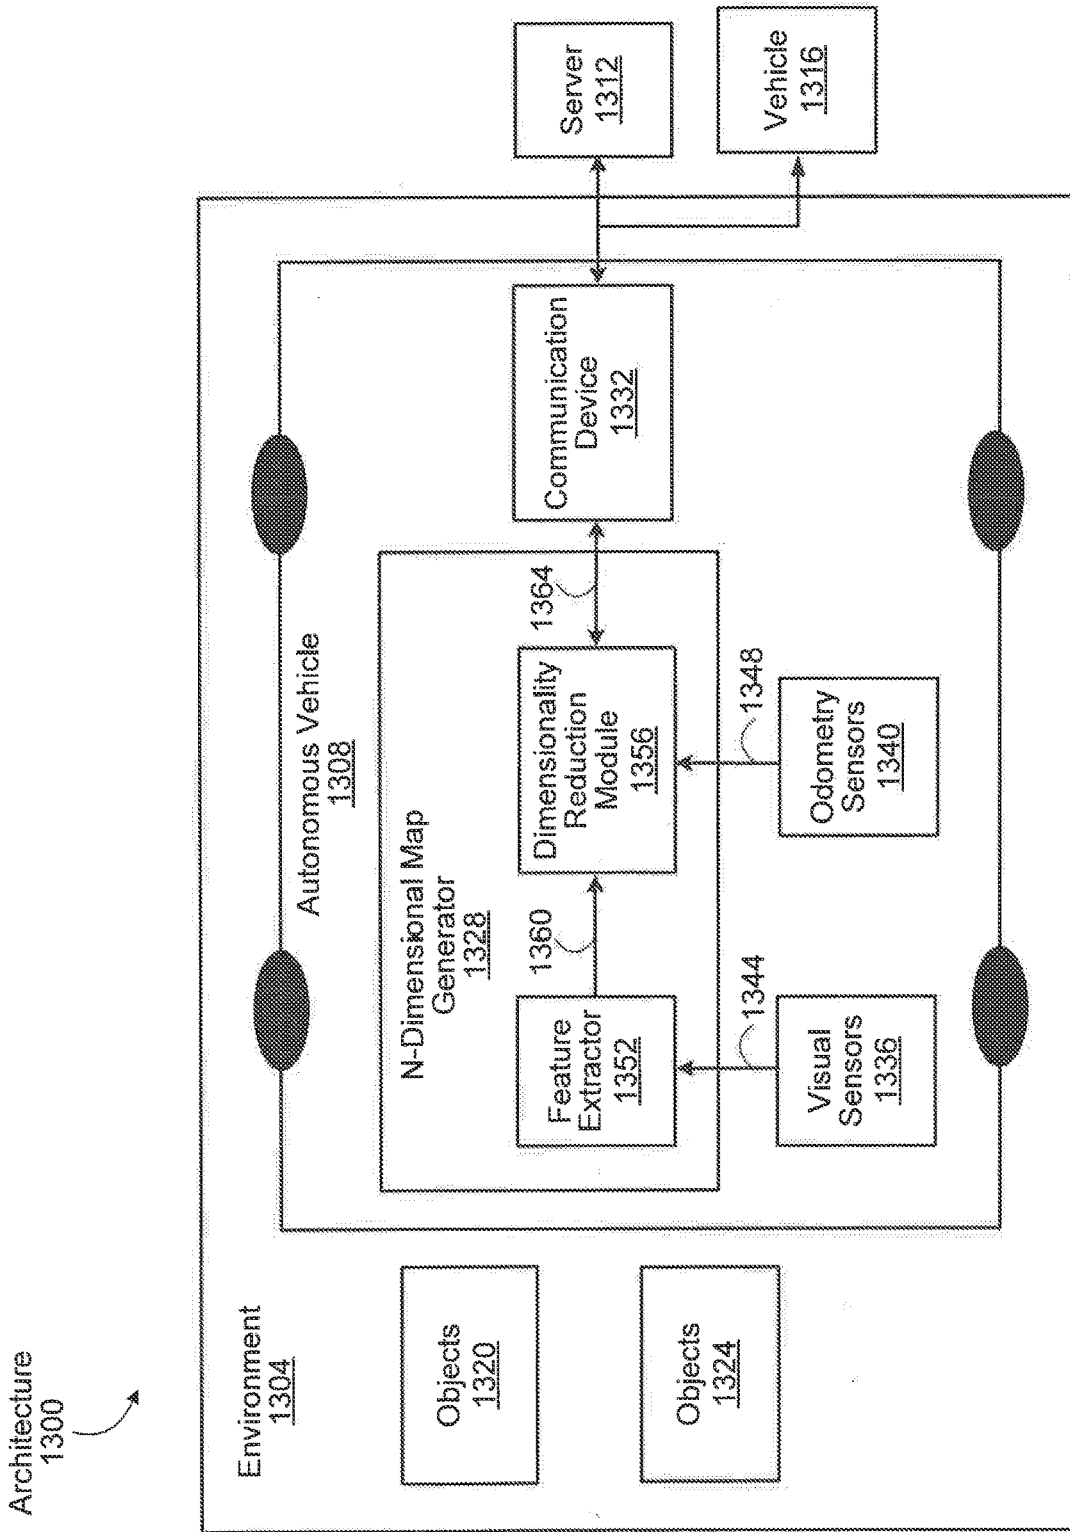 Architecture
1300
Environment
1304
Objects
1320
Objects
1324
Autonomous Vehicle
1308
N-Dimensional Map
Generator
1328
Feature
Extractor
1352
1360
Dimensionality
Reduction
Module
1356
1364
Communication
Device
1332
Visual
Sensors
1336
1344
Odometry
Sensors
1340
1348
Server
1312
Vehicle
1316